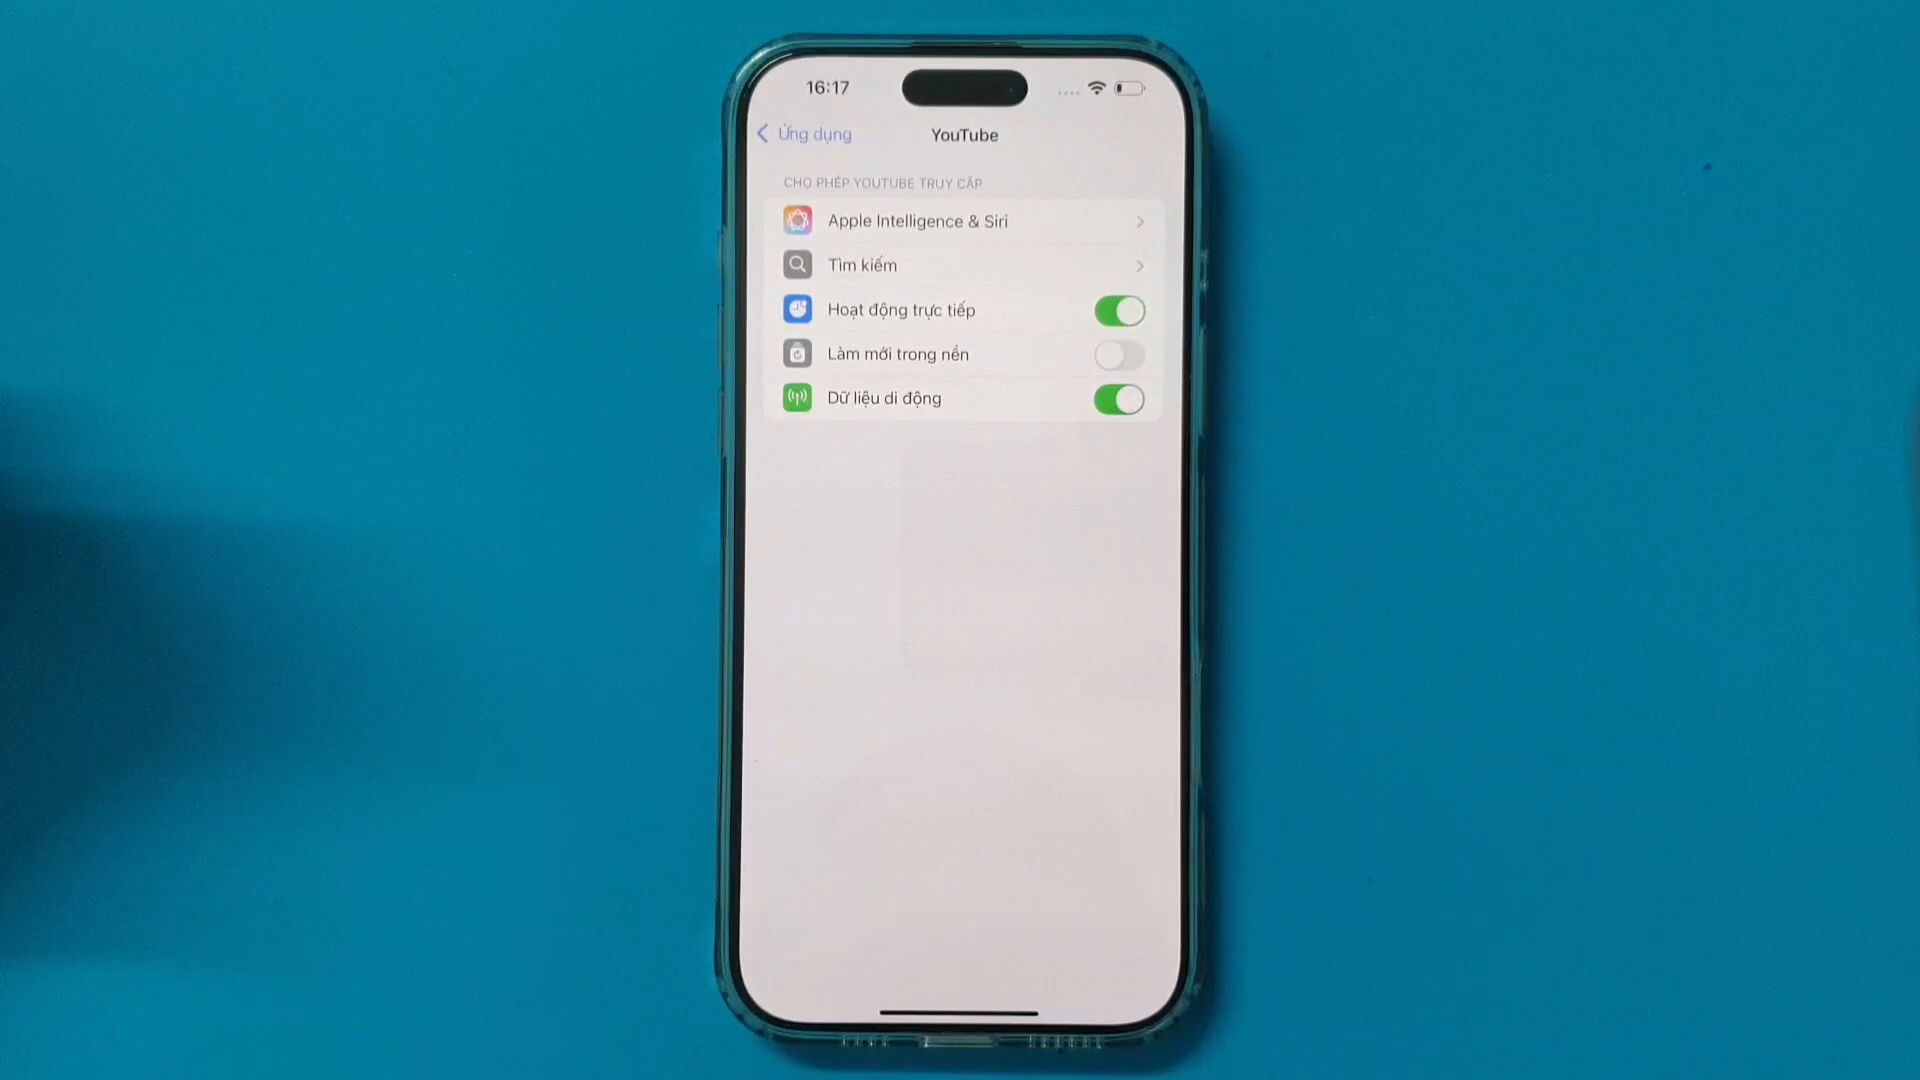 16:17
Ứng dụng
YouTube
CHO PHÉP YOUTUBE TRUY CẬP
Apple Intelligence & Siri
Tìm kiếm
Hoạt động trực tiếp
Làm mới trong nền
Dữ liệu di động